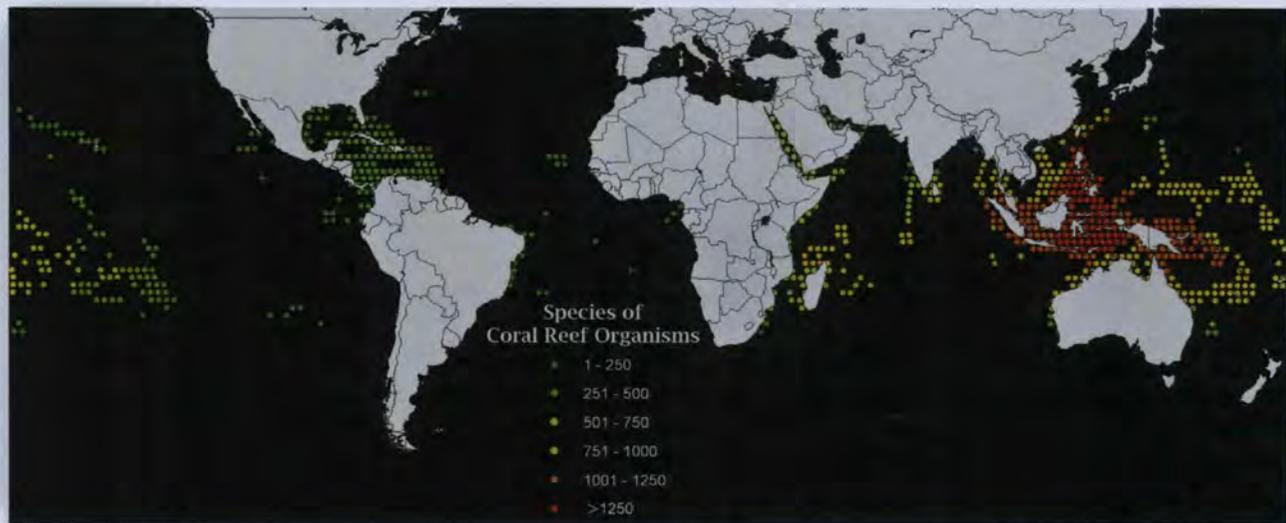 Species of
Coral Reef Organisms
1 - 250
251 - 500
501 - 750
751 - 1000
1001 - 1250
>1250